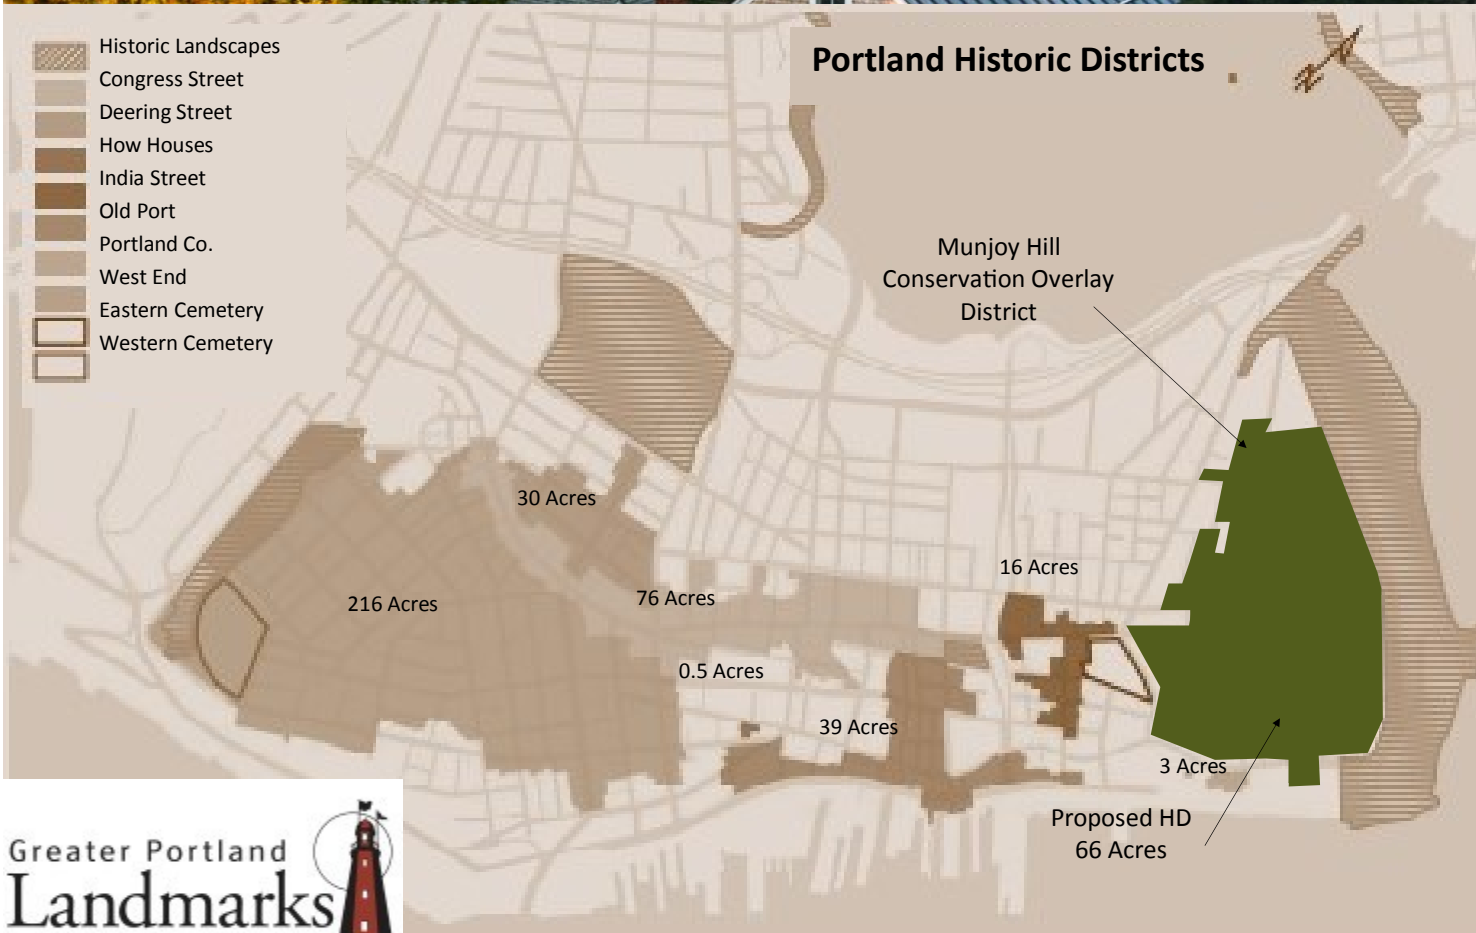 Historic Landscapes
Congress Street
Deering Street
How Houses
India Street
Old Port
Portland Co.
West End
Eastern Cemetery
Western Cemetery
Portland Historic Districts
N
Munjoy Hill
Conservation Overlay
District
30 Acres
216 Acres
76 Acres
16 Acres
0.5 Acres
39 Acres
3 Acres
Proposed HD
66 Acres
Greater Portland
Landmarks